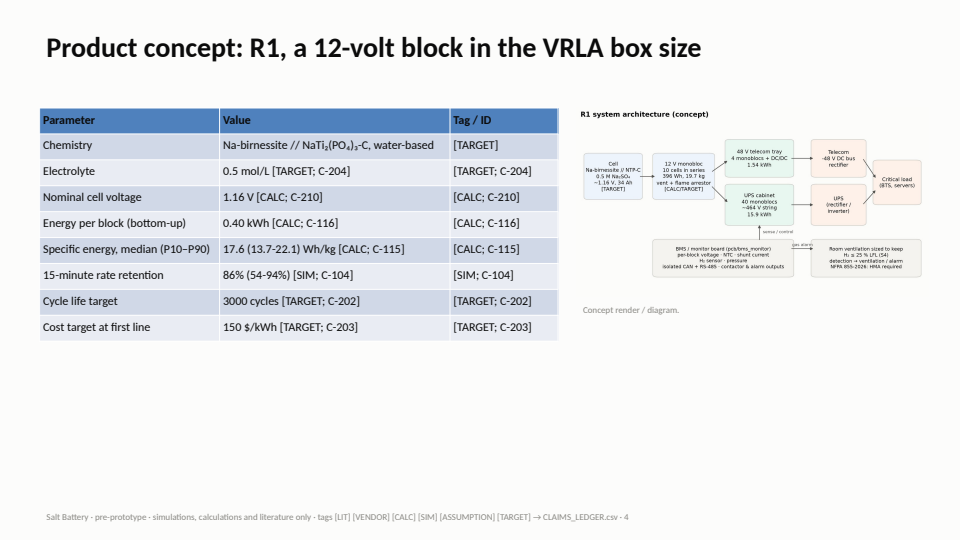 Product concept: R1, a 12-volt block in the VRLA box size
Parameter Value Tag / ID
Chemistry Na-birnessite // NaTi₂(PO₄)₃-C, water-based [TARGET]
Electrolyte 0.5 mol/L [TARGET; C-204] [TARGET; C-204]
Nominal cell voltage 1.16 V [CALC; C-210] [CALC; C-210]
Energy per block (bottom-up) 0.40 kWh [CALC; C-116] [CALC; C-116]
Specific energy, median (P10–P90) 17.6 (13.7-22.1) Wh/kg [CALC; C-115] [CALC; C-115]
15-minute rate retention 86% (54-94%) [SIM; C-104] [SIM; C-104]
Cycle life target 3000 cycles [TARGET; C-202] [TARGET; C-202]
Cost target at first line 150 $/kWh [TARGET; C-203] [TARGET; C-203]
R1 system architecture (concept)
Cell
Na-birnessite // NTP-C
0.5 M Na₂SO₄
~1.16 V, 34 Ah
[TARGET]
12 V monobloc
10 cells in series
396 Wh, 19.7 kg
vent + flame arrestor
[CALC/TARGET]
48 V telecom tray
4 monoblocs + DC/DC
1.54 kWh
UPS cabinet
40 monoblocs
~464 V string
15.9 kWh
Telecom
-48 V DC bus
rectifier
UPS
(rectifier /
inverter)
Critical load
(BTS, servers)
sense / control
BMS / monitor board (pcb/bms_monitor)
per-block voltage · NTC · shunt current
H₂ sensor · pressure
isolated CAN + RS-485 · contactor & alarm outputs
gas alarm
Room ventilation sized to keep
H₂ ≤ 25 % LFL (S4)
detection → ventilation / alarm
NFPA 855-2026: HMA required
Concept render / diagram.
Salt Battery - pre-prototype - simulations, calculations and literature only - tags [LIT] [VENDOR] [CALC] [SIM] [ASSUMPTION] [TARGET] → CLAIMS_LEDGER.csv - 4